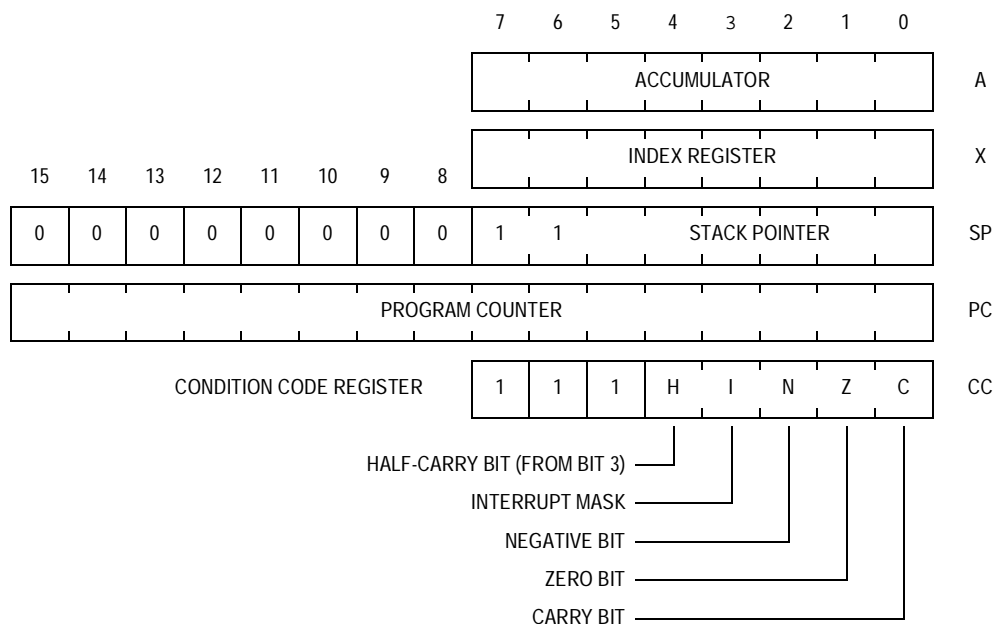 7 6 5 4 3 2 1 0
ACCUMULATOR A
INDEX REGISTER X
15 14 13 12 11 10 9 8
0 0 0 0 0 0 0 0 1 1 STACK POINTER SP
PROGRAM COUNTER PC
CONDITION CODE REGISTER 1 1 1 H I N Z C CC
HALF-CARRY BIT (FROM BIT 3)
INTERRUPT MASK
NEGATIVE BIT
ZERO BIT
CARRY BIT